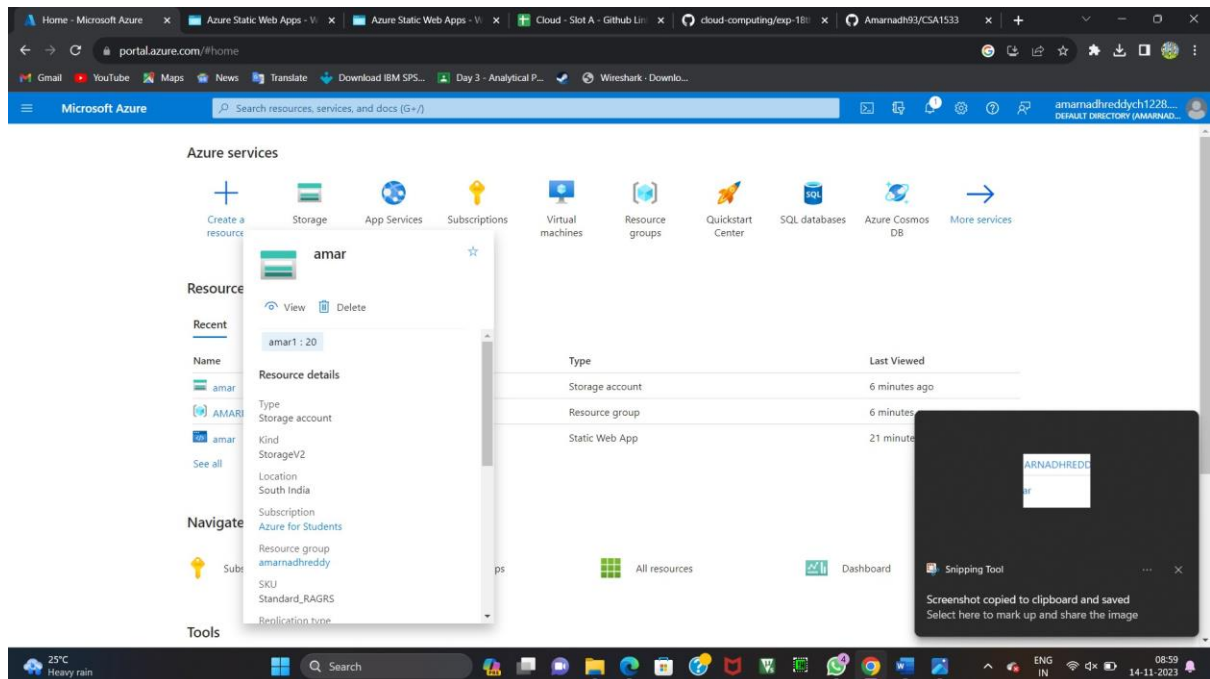 Home - Microsoft Azure
Azure Static Web Apps - W
Azure Static Web Apps - W
Cloud - Slot A - Github Lin
cloud-computing/exp-18
Amarnadh93/CSA1533
portal.azure.com/#home
Gmail
YouTube
Maps
News
Translate
Download IBM SPS...
Day 3 - Analytical P...
Wireshark · Downlo...
Microsoft Azure
Search resources, services, and docs (G+/)
1
amarnadhreddych1228....
DEFAULT DIRECTORY (AMARNAD...
Azure services
Create a resource
Storage
App Services
Subscriptions
Virtual machines
Resource groups
Quickstart Center
SQL
SQL databases
Azure Cosmos DB
More services
amar
View
Delete
amar1 : 20
Resource details
Type
Storage account
Kind
StorageV2
Location
South India
Subscription
Azure for Students
Resource group
amarnadhreddy
SKU
Standard_RAGRS
Replication type
Resource
Recent
Name
Type
Last Viewed
amar
Storage account
6 minutes ago
AMAR
Resource group
6 minutes
amar
Static Web App
21 minute
See all
Navigate
Subs
ps
All resources
Dashboard
Tools
ARNADHREDD
ar
Snipping Tool
Screenshot copied to clipboard and saved
Select here to mark up and share the image
25°C
Heavy rain
Search
4
ENG
IN
08:59
14-11-2023